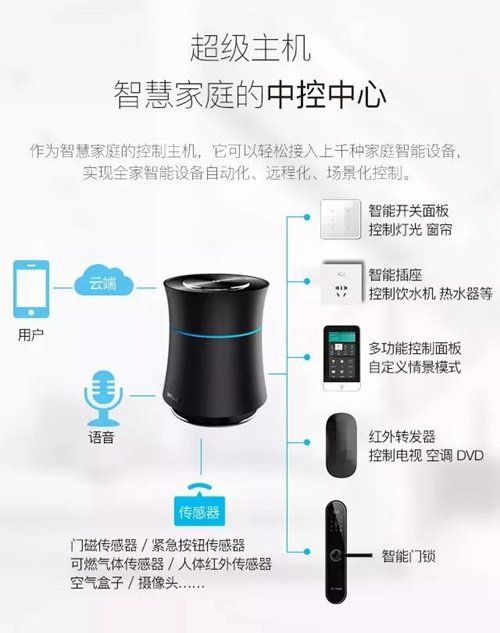 超级主机
智慧家庭的中控中心
作为智慧家庭的控制主机，它可以轻松接入上千种家庭智能设备，
实现全家智能设备自动化、远程化、场景化控制。
用户
云端
语音
传感器
门磁传感器 / 紧急按钮传感器
可燃气体传感器 / 人体红外传感器
空气盒子 / 摄像头......
智能开关面板
控制灯光 窗帘
智能插座
控制饮水机 热水器等
多功能控制面板
自定义情景模式
红外转发器
控制电视 空调 DVD
智能门锁